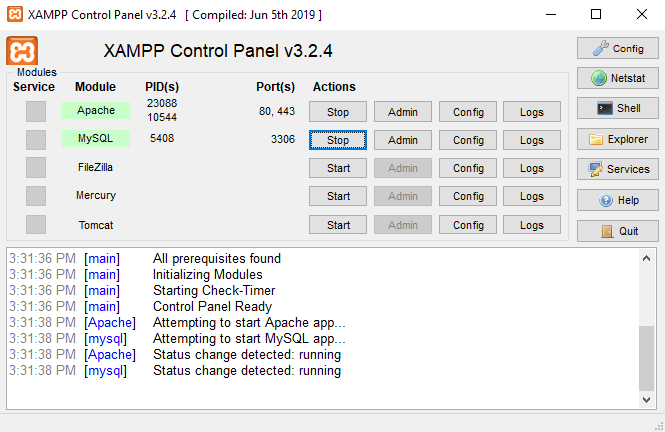 XAMPP Control Panel v3.2.4 [ Compiled: Jun 5th 2019 ]
XAMPP Control Panel v3.2.4
Config
Modules
Service Module PID(s) Port(s) Actions
Netstat
Apache 23088 10544 80, 443 Stop Admin Config Logs
Shell
MySQL 5408 3306 Stop Admin Config Logs
Explorer
FileZilla Start Admin Config Logs
Services
Mercury Start Admin Config Logs
Help
Tomcat Start Admin Config Logs
Quit
3:31:36 PM [main] All prerequisites found
3:31:36 PM [main] Initializing Modules
3:31:36 PM [main] Starting Check-Timer
3:31:36 PM [main] Control Panel Ready
3:31:38 PM [Apache] Attempting to start Apache app...
3:31:38 PM [mysql] Attempting to start MySQL app...
3:31:38 PM [Apache] Status change detected: running
3:31:38 PM [mysql] Status change detected: running